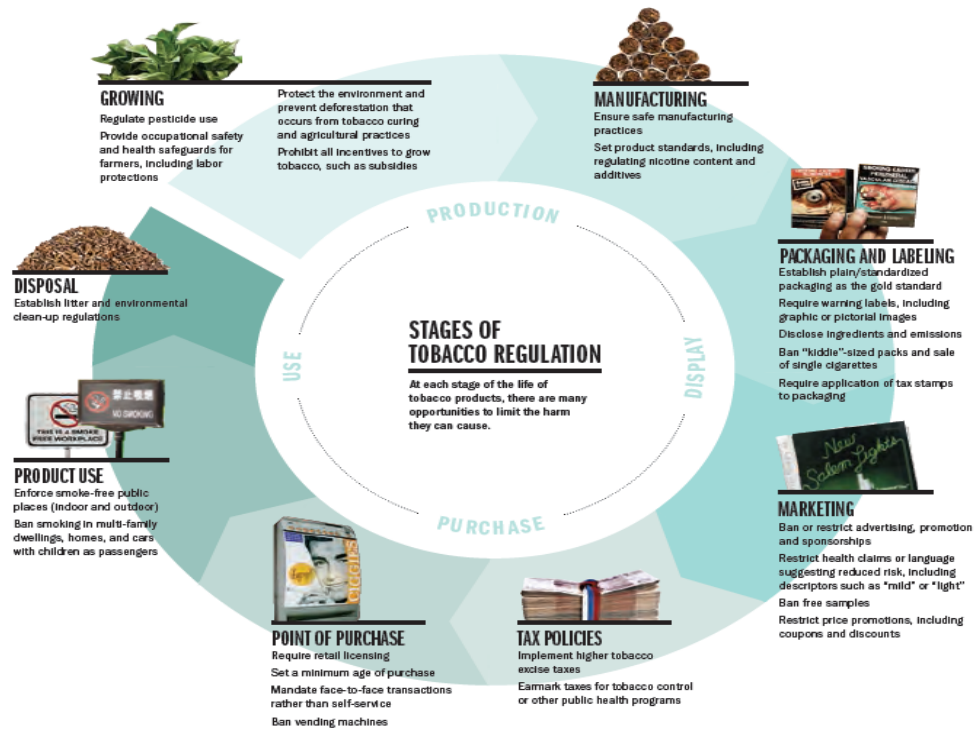 GROWING
Regulate pesticide use
Provide occupational safety
and health safeguards for
farmers, including labor
protections
Protect the environment and
prevent deforestation that
occurs from tobacco curing
and agricultural practices
Prohibit all incentives to grow
tobacco, such as subsidies
MANUFACTURING
Ensure safe manufacturing
practices
Set product standards, including
regulating nicotine content and
additives
SMOKING CAUSES
PERIPHERAL
VASCULAR DISEASE
PACKAGING AND LABELING
Establish plain/standardized
packaging as the gold standard
Require warning labels, including
graphic or pictorial images
Disclose ingredients and emissions
Ban “kiddie”-sized packs and sale
of single cigarettes
Require application of tax stamps
to packaging
New
Salem Lights
MARKETING
Ban or restrict advertising, promotion
and sponsorships
Restrict health claims or language
suggesting reduced risk, including
descriptors such as “mild” or “light”
Ban free samples
Restrict price promotions, including
coupons and discounts
TAX POLICIES
Implement higher tobacco
excise taxes
Earmark taxes for tobacco control
or other public health programs
POINT OF PURCHASE
Require retail licensing
Set a minimum age of purchase
Mandate face-to-face transactions
rather than self-service
Ban vending machines
禁止吸煙
NO SMOKING
THIS IS A SMOKE
FREE WORKPLACE
PRODUCT USE
Enforce smoke-free public
places (indoor and outdoor)
Ban smoking in multi-family
dwellings, homes, and cars
with children as passengers
DISPOSAL
Establish litter and environmental
clean-up regulations
PRODUCTION
DISPLAY
PURCHASE
USE
STAGES OF
TOBACCO REGULATION
At each stage of the life of
tobacco products, there are many
opportunities to limit the harm
they can cause.